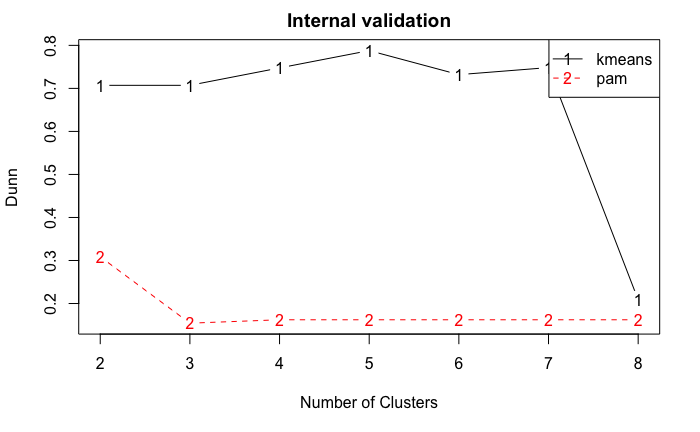 Internal validation
1 kmeans
2 pam
Dunn
0.8
0.7
0.6
0.5
0.4
0.3
0.2
1 1 1 1 1 1 1
2 2 2 2 2 2 2
2 3 4 5 6 7 8
Number of Clusters